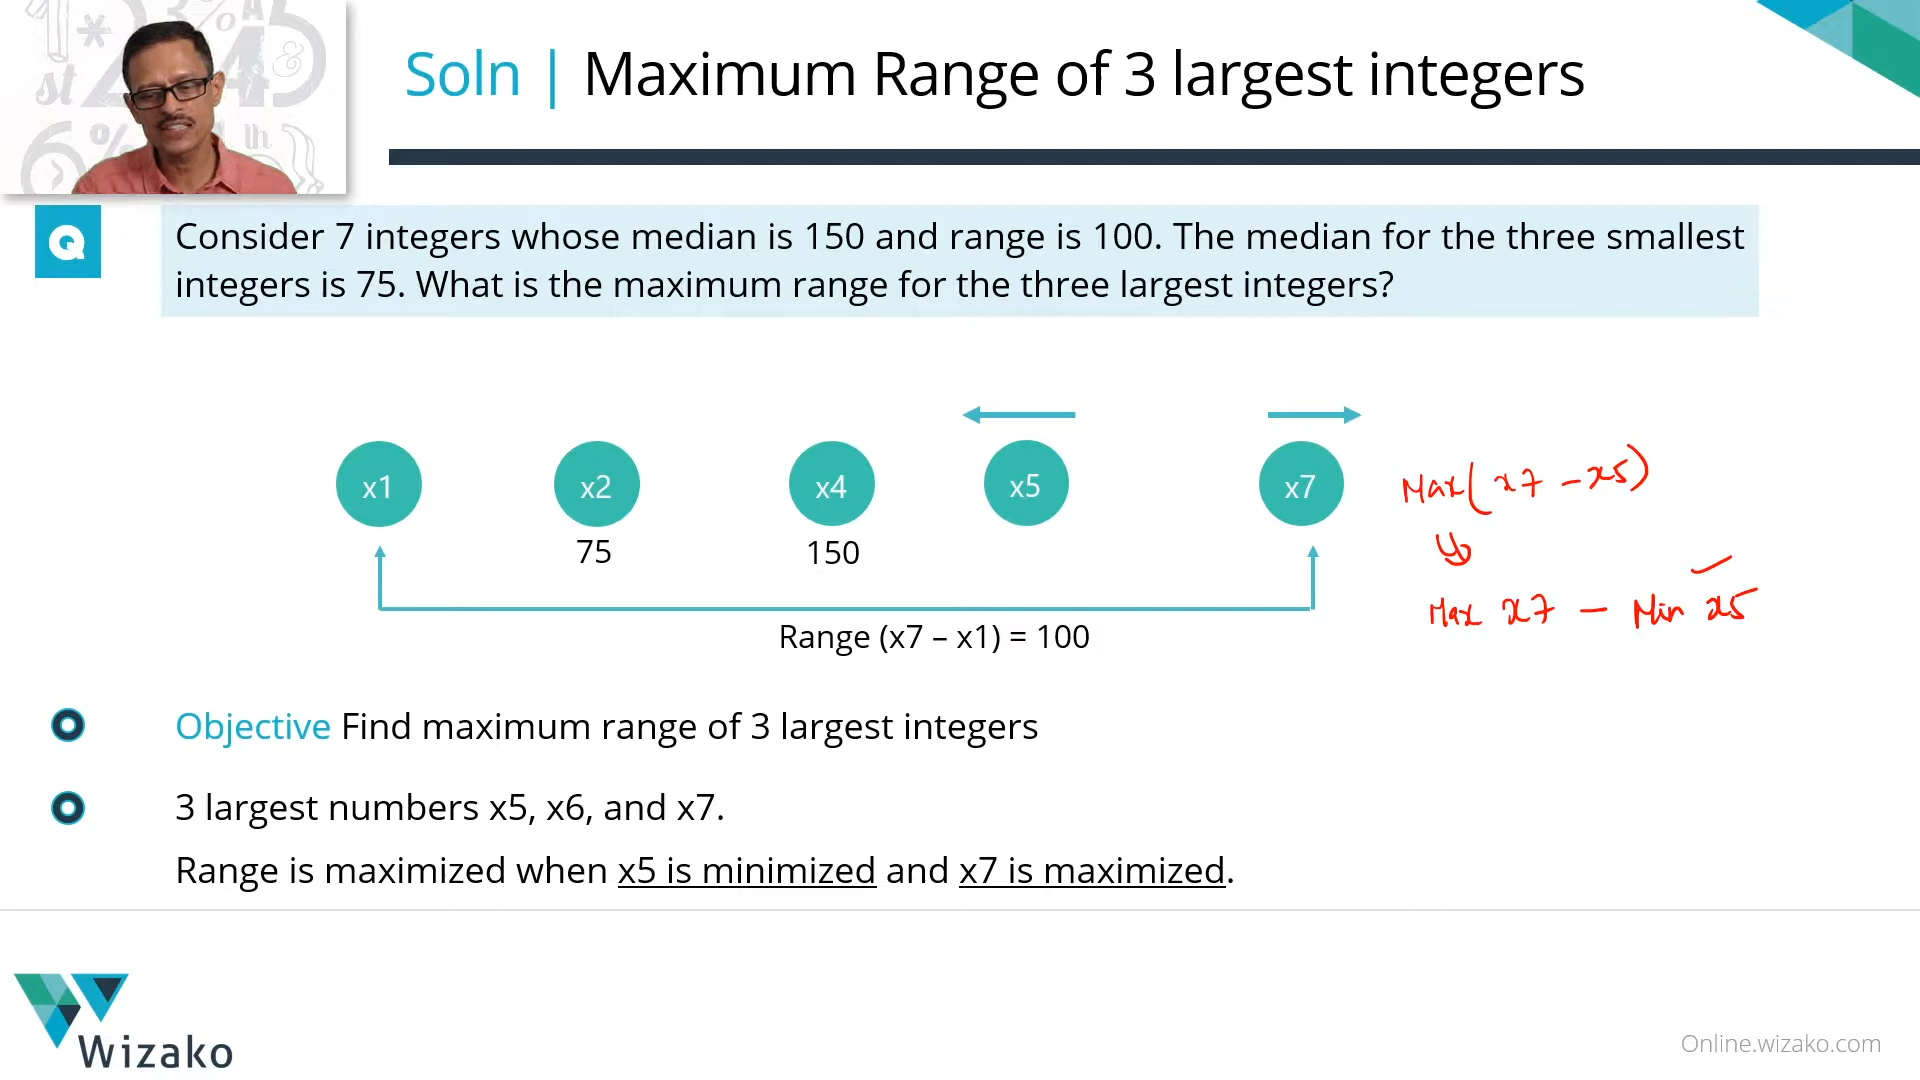 Soln | Maximum Range of 3 largest integers
Q
Consider 7 integers whose median is 150 and range is 100. The median for the three smallest
integers is 75. What is the maximum range for the three largest integers?
x1 x2 x4 x5 x7
75 150
Range (x7 – x1) = 100
Max(x7 - x5)
Max x7 - Min x5
Objective Find maximum range of 3 largest integers
3 largest numbers x5, x6, and x7.
Range is maximized when x5 is minimized and x7 is maximized.
Wizako
Online.wizako.com